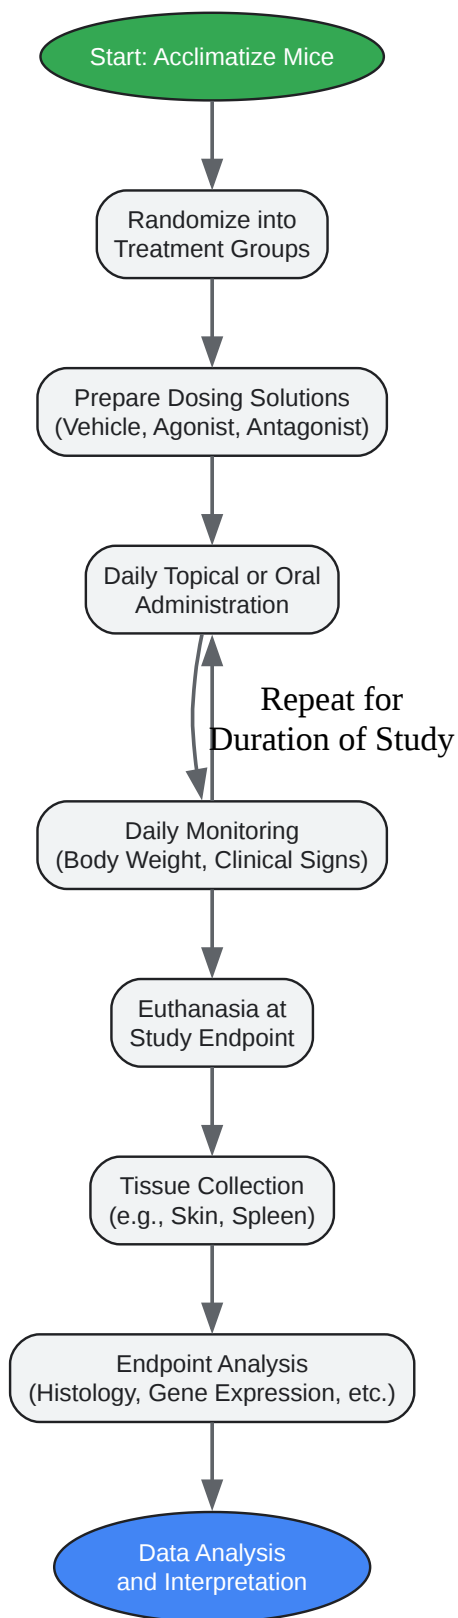 Start: Acclimatize Mice
Randomize into
Treatment Groups
Prepare Dosing Solutions
(Vehicle, Agonist, Antagonist)
Daily Topical or Oral
Administration
Repeat for
Duration of Study
Daily Monitoring
(Body Weight, Clinical Signs)
Euthanasia at
Study Endpoint
Tissue Collection
(e.g., Skin, Spleen)
Endpoint Analysis
(Histology, Gene Expression, etc.)
Data Analysis
and Interpretation